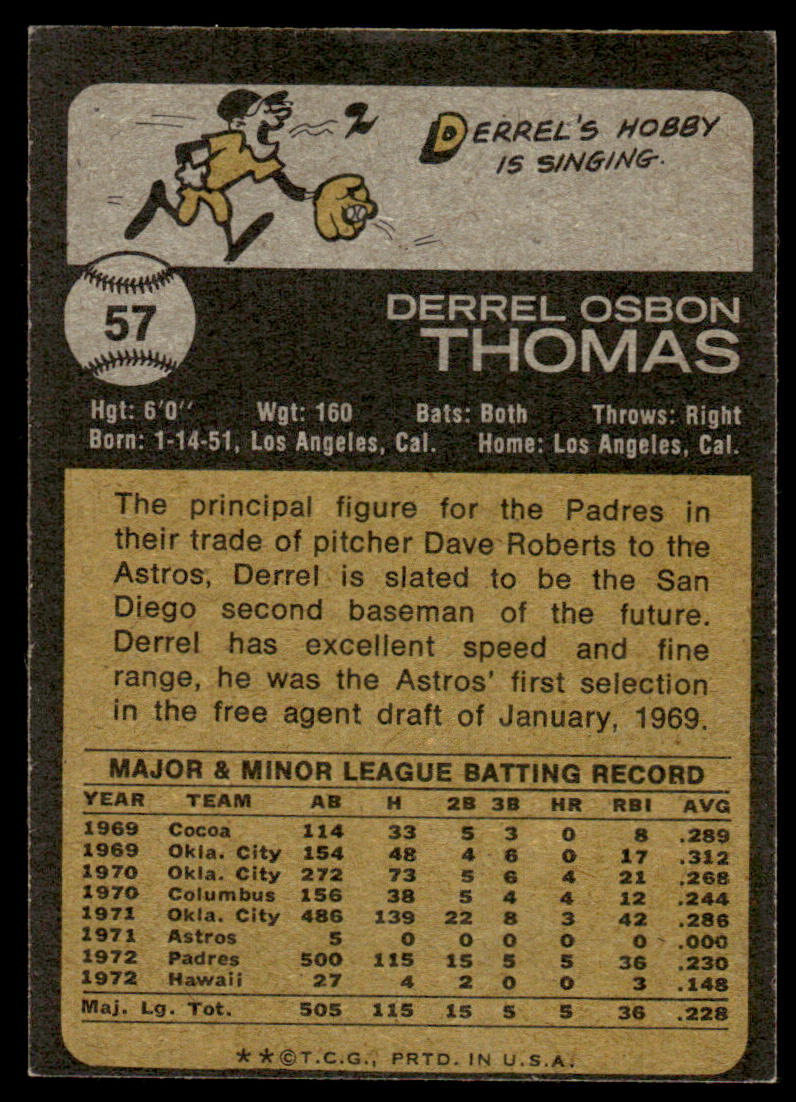 DERREL'S HOBBY
IS SINGING.
57
DERREL OSBON
THOMAS
Hgt: 6'0" Wgt: 160 Bats: Both Throws: Right
Born: 1-14-51, Los Angeles, Cal. Home: Los Angeles, Cal.
The principal figure for the Padres in
their trade of pitcher Dave Roberts to the
Astros, Derrel is slated to be the San
Diego second baseman of the future.
Derrel has excellent speed and fine
range, he was the Astros' first selection
in the free agent draft of January, 1969.
MAJOR & MINOR LEAGUE BATTING RECORD
YEAR TEAM AB H 2B 3B HR RBI AVG
1969 Cocoa 114 33 5 3 0 8 .289
1969 Okla. City 154 48 4 6 0 17 .312
1970 Okla. City 272 73 5 6 4 21 .268
1970 Columbus 156 38 5 4 4 12 .244
1971 Okla. City 486 139 22 8 3 42 .286
1971 Astros 5 0 0 0 0 0 .000
1972 Padres 500 115 15 5 5 36 .230
1972 Hawaii 27 4 2 0 0 3 .148
Maj. Lg. Tot. 505 115 15 5 5 36 .228
**©T.C.G., PRTD. IN U.S.A.